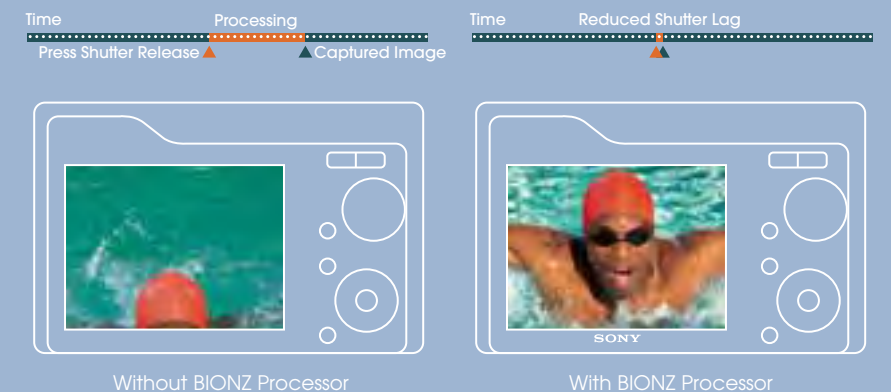 Time
Processing
Press Shutter Release
Captured Image
Without BIONZ Processor
Time
Reduced Shutter Lag
SONY
With BIONZ Processor